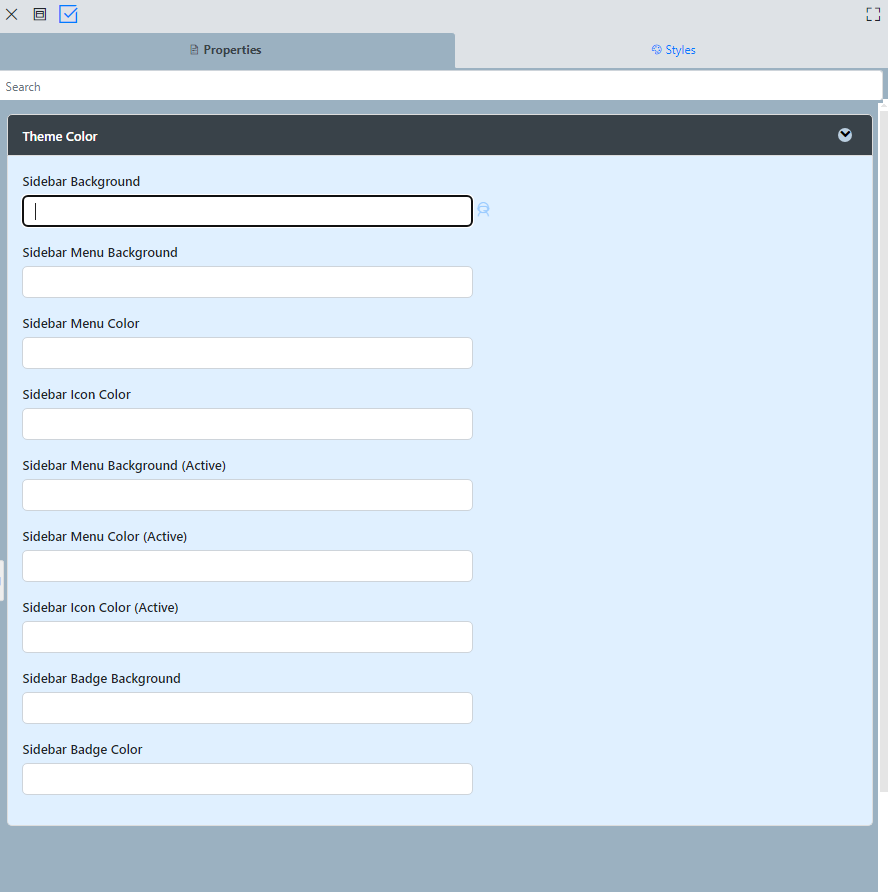 Properties
Styles
Search
Theme Color
Sidebar Background
Sidebar Menu Background
Sidebar Menu Color
Sidebar Icon Color
Sidebar Menu Background (Active)
Sidebar Menu Color (Active)
Sidebar Icon Color (Active)
Sidebar Badge Background
Sidebar Badge Color